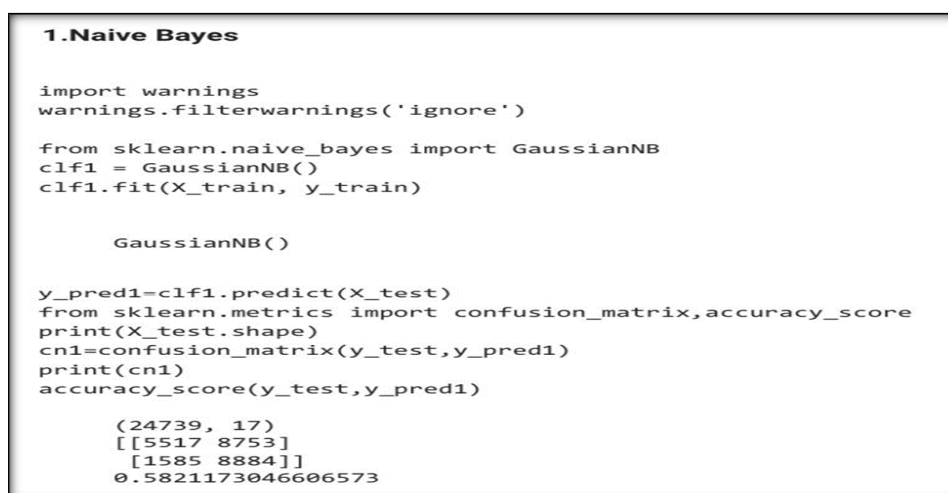 1.Naive Bayes
import warnings
warnings.filterwarnings('ignore')
from sklearn.naive_bayes import GaussianNB
clf1 = GaussianNB()
clf1.fit(X_train, y_train)
GaussianNB()
y_pred1=clf1.predict(X_test)
from sklearn.metrics import confusion_matrix,accuracy_score
print(X_test.shape)
cn1=confusion_matrix(y_test,y_pred1)
print(cn1)
accuracy_score(y_test,y_pred1)
(24739, 17)
[[5517 8753]
[1585 8884]]
0.5821173046606573